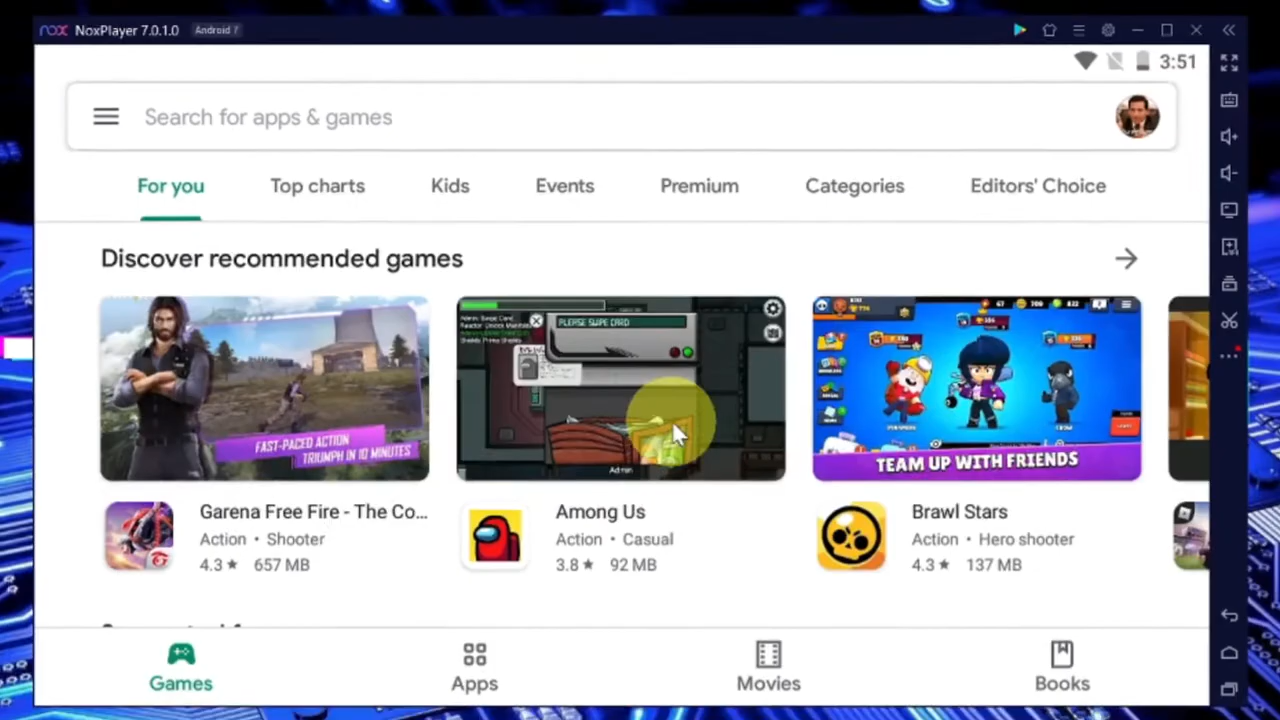 nox NoxPlayer 7.0.1.0 Android 7
3:51
Search for apps & games
For you Top charts Kids Events Premium Categories Editors' Choice
Discover recommended games
FAST-PACED ACTION
TRIUMPH IN 10 MINUTES
PLEASE SWIPE CARD
Admin
TEAM UP WITH FRIENDS
Garena Free Fire - The Co...
Action • Shooter
4.3 ★ 657 MB
Among Us
Action • Casual
3.8 ★ 92 MB
Brawl Stars
Action • Hero shooter
4.3 ★ 137 MB
Games Apps Movies Books